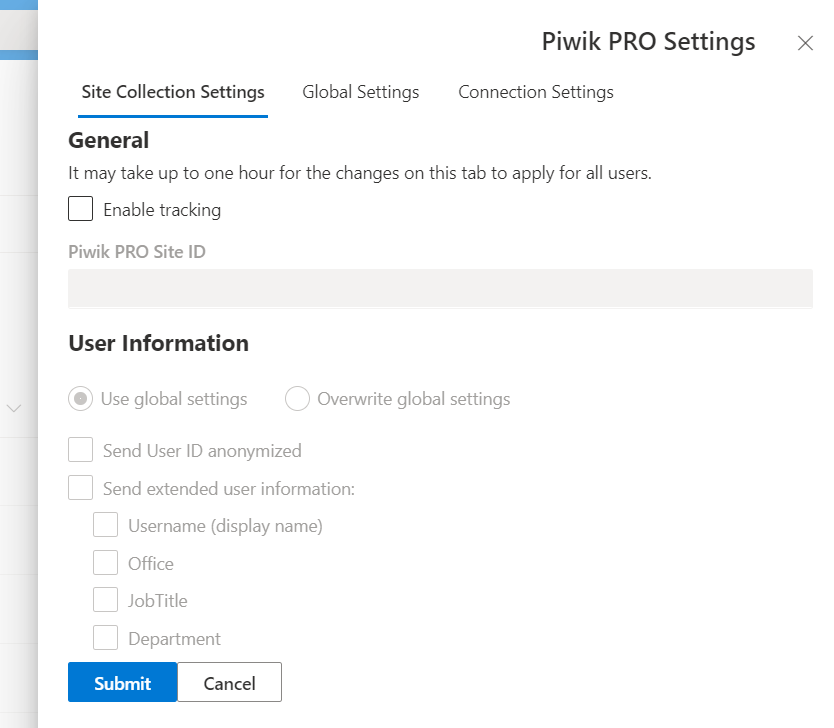 Piwik PRO Settings
Site Collection Settings Global Settings Connection Settings
General
It may take up to one hour for the changes on this tab to apply for all users.
Enable tracking
Piwik PRO Site ID
User Information
Use global settings Overwrite global settings
Send User ID anonymized
Send extended user information:
Username (display name)
Office
JobTitle
Department
Submit Cancel